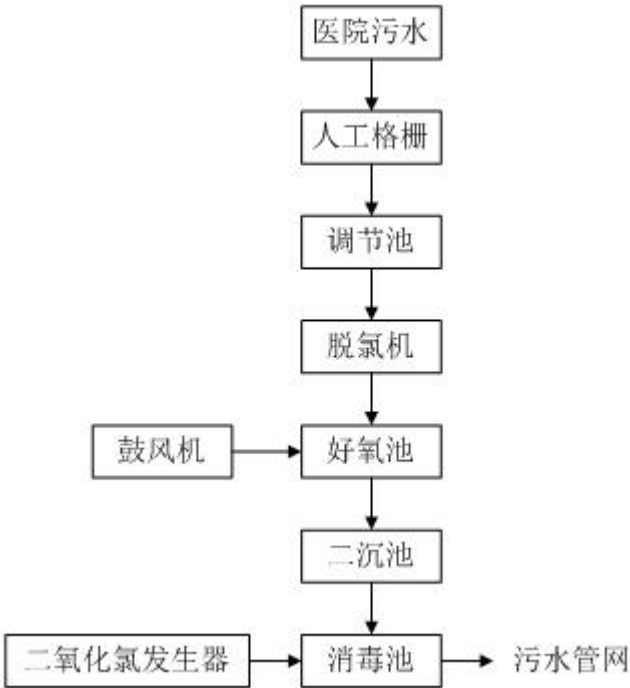 医院污水
人工格栅
调节池
脱氯机
鼓风机
好氧池
二沉池
二氧化氯发生器
消毒池
污水管网